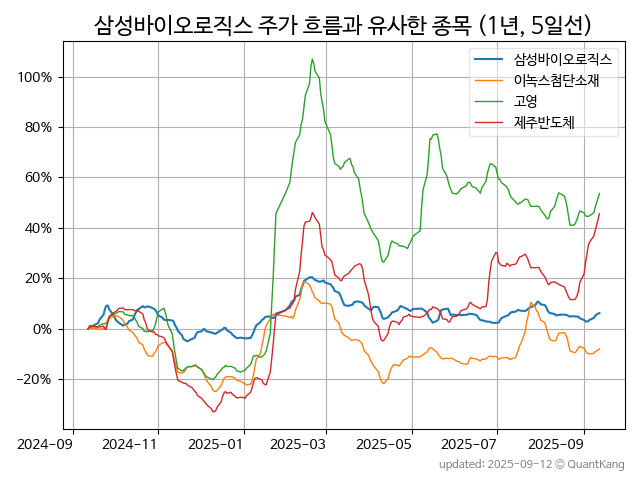 삼성바이오로직스 주가 흐름과 유사한 종목 (1년, 5일선)
삼성바이오로직스
이녹스첨단소재
고영
제주반도체
100%
80%
60%
40%
20%
0%
−20%
2024-09
2024-11
2025-01
2025-03
2025-05
2025-07
2025-09
updated: 2025-09-12 © QuantKang